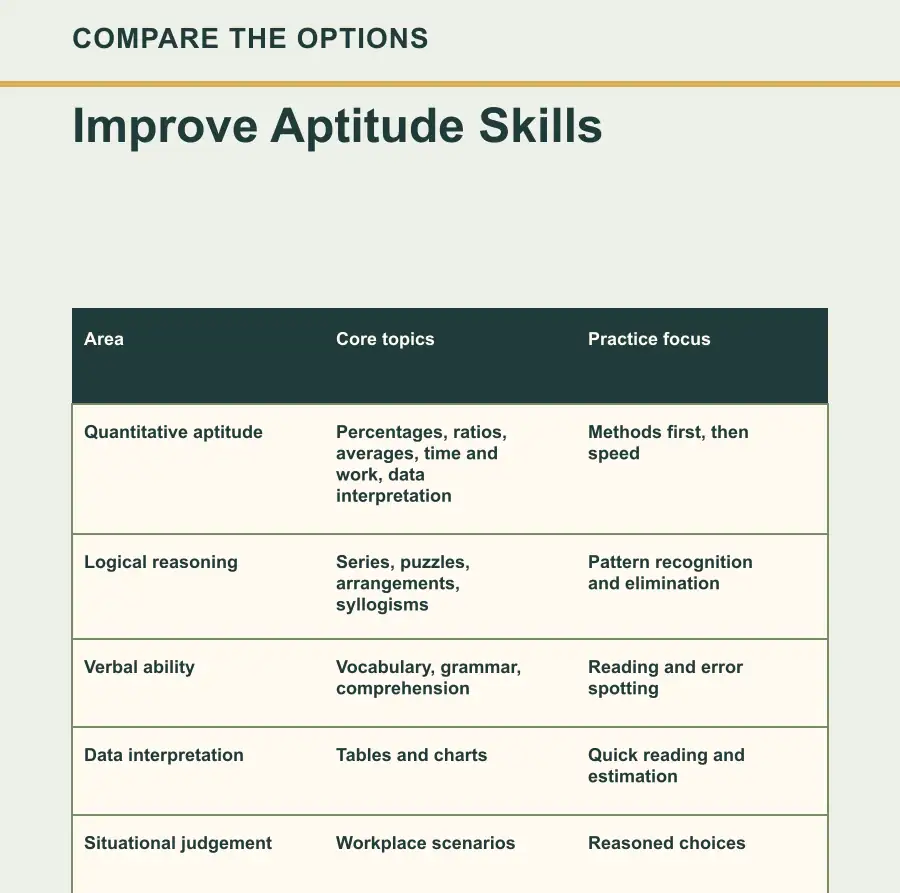 COMPARE THE OPTIONS
Improve Aptitude Skills
Area
Core topics
Practice focus
Quantitative aptitude
Percentages, ratios,
averages, time and
work, data
interpretation
Methods first, then
speed
Logical reasoning
Series, puzzles,
arrangements,
syllogisms
Pattern recognition
and elimination
Verbal ability
Vocabulary, grammar,
comprehension
Reading and error
spotting
Data interpretation
Tables and charts
Quick reading and
estimation
Situational judgement
Workplace scenarios
Reasoned choices